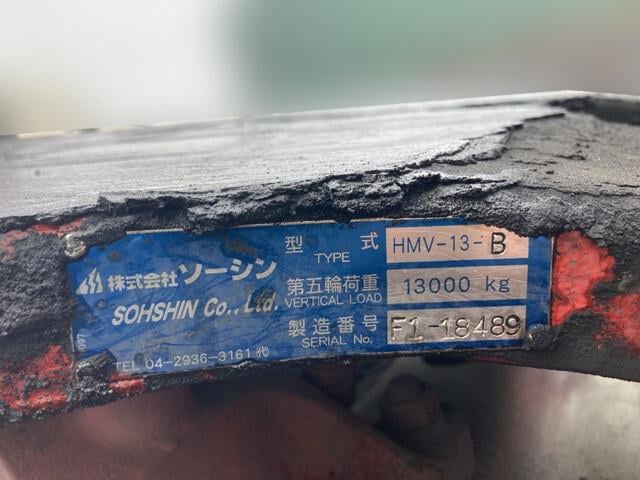 株式会社 ソーシン
SOHSHIN Co., Ltd.
TEL 04-2936-3161 代
型 式 HMV-13-B
TYPE
第五輪荷重 13000 kg
VERTICAL LOAD
製造番号 F1-18489
SERIAL No.